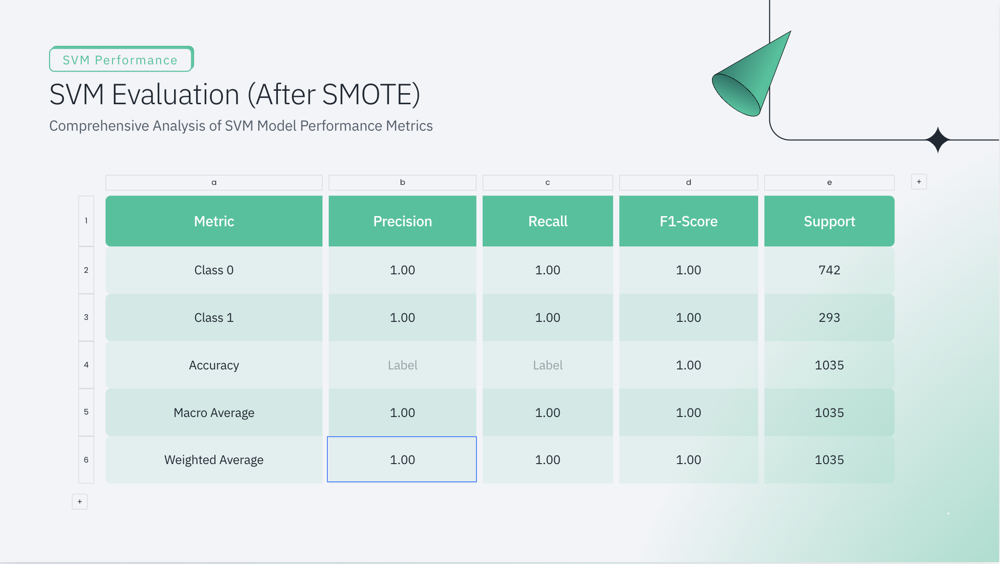 SVM Performance
SVM Evaluation (After SMOTE)
Comprehensive Analysis of SVM Model Performance Metrics
a b c d e +
1 Metric Precision Recall F1-Score Support
2 Class 0 1.00 1.00 1.00 742
3 Class 1 1.00 1.00 1.00 293
4 Accuracy Label Label 1.00 1035
5 Macro Average 1.00 1.00 1.00 1035
6 Weighted Average 1.00 1.00 1.00 1035
+